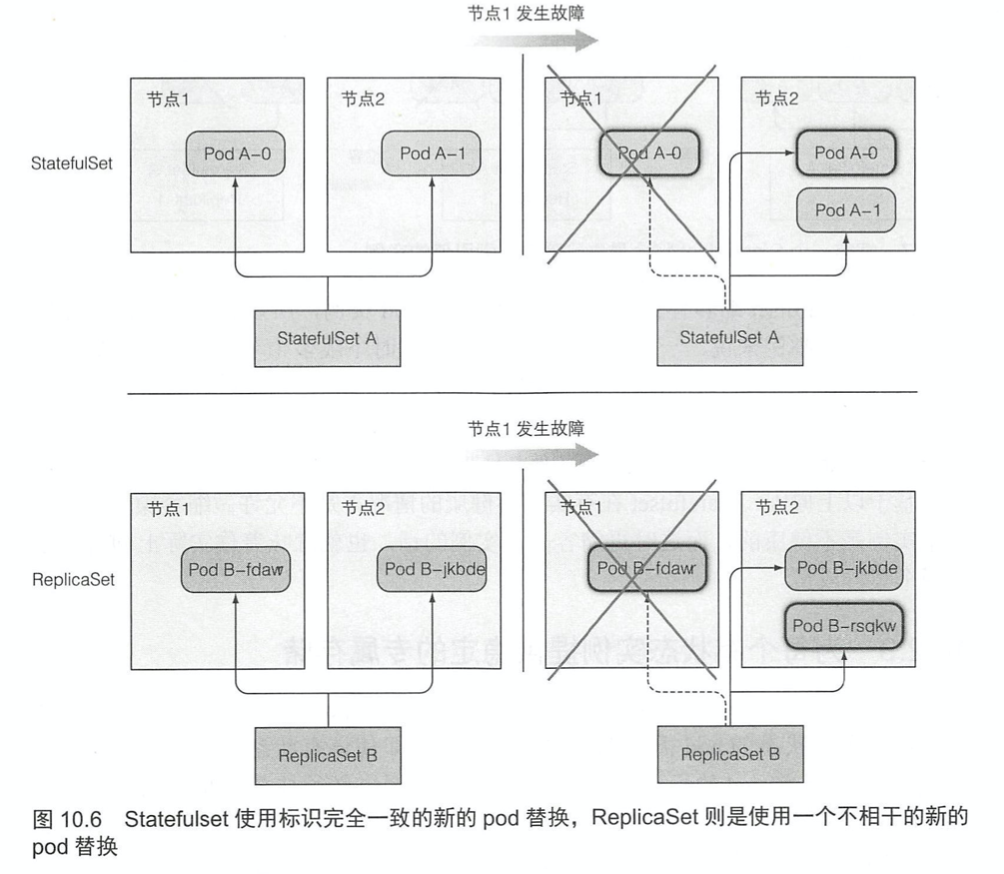 节点1 发生故障
节点1
节点2
节点1
节点2
Pod A-0
Pod A-1
Pod A-0
Pod A-0
StatefulSet
Pod A-1
StatefulSet A
StatefulSet A
节点1 发生故障
节点1
节点2
节点1
节点2
Pod B-fdawr
Pod B-jkbde
Pod B-fdawr
Pod B-jkbde
ReplicaSet
Pod B-rsqkw
ReplicaSet B
ReplicaSet B
图 10.6 Statefulset 使用标识完全一致的新的 pod 替换，ReplicaSet 则是使用一个不相干的新的
pod 替换